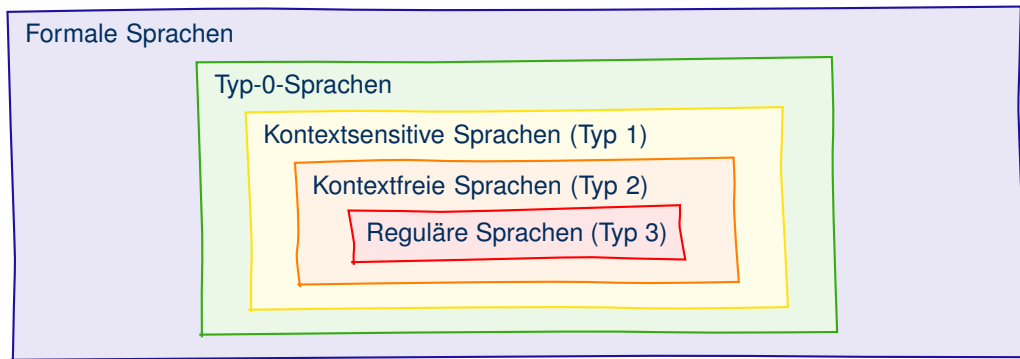 Formale Sprachen
Typ-0-Sprachen
Kontextsensitive Sprachen (Typ 1)
Kontextfreie Sprachen (Typ 2)
Reguläre Sprachen (Typ 3)